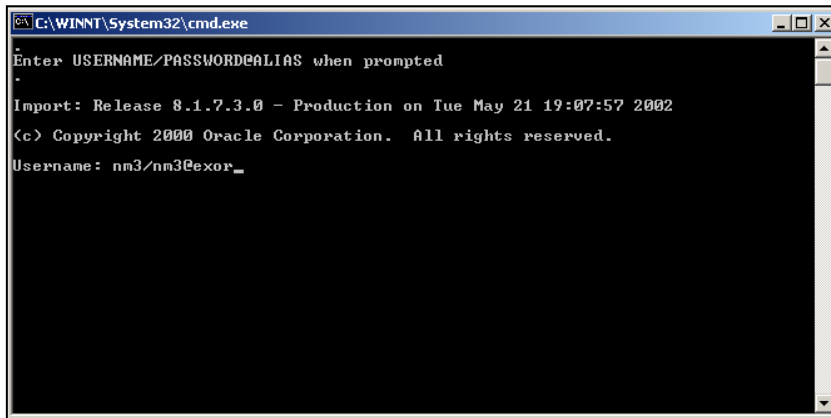 C:\WINNT\System32\cmd.exe
.
Enter USERNAME/PASSWORD@ALIAS when prompted
.
Import: Release 8.1.7.3.0 - Production on Tue May 21 19:07:57 2002
(c) Copyright 2000 Oracle Corporation.  All rights reserved.
Username: nm3/nm3@exor_